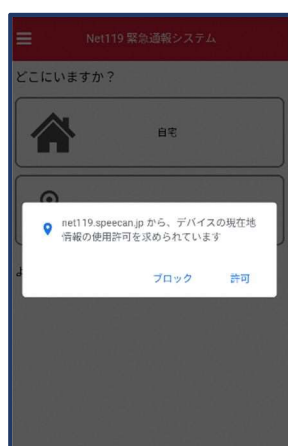 Net119 緊急通報システム
どこにいますか？
自宅
net119.speecan.jp から、デバイスの現在地
情報の使用許可を求められています
よ
ブロック
許可